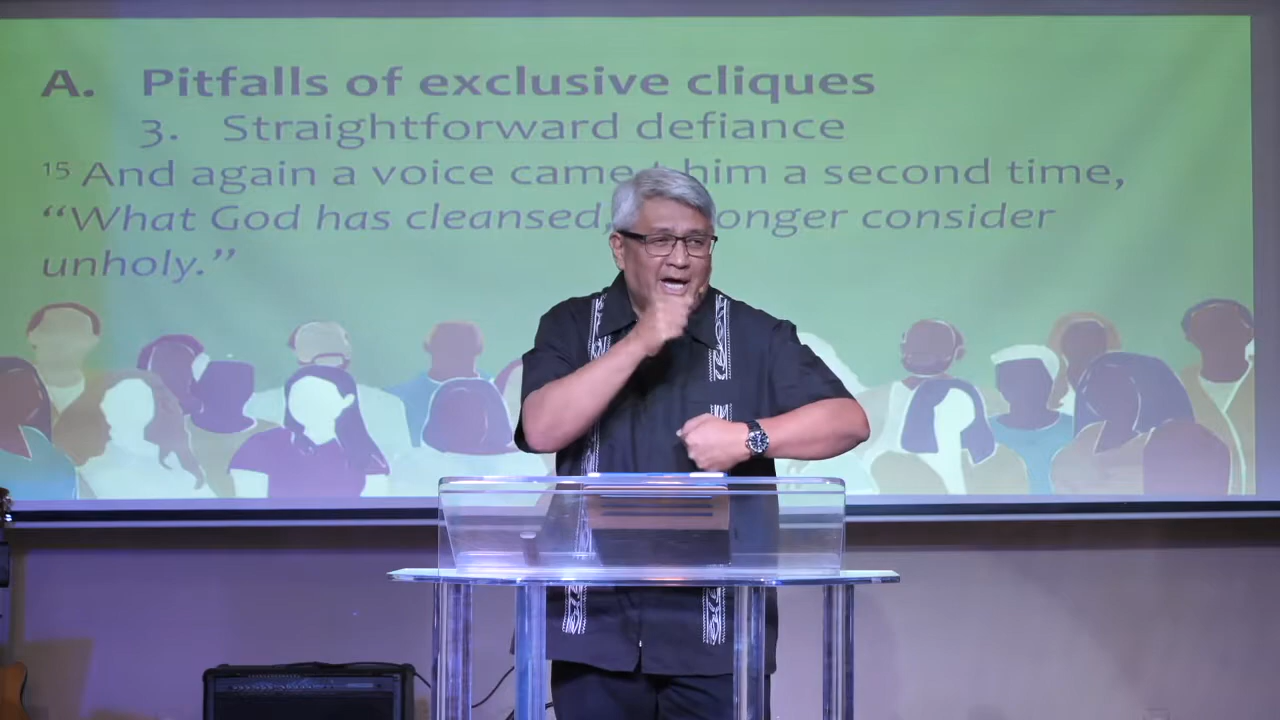 A. Pitfalls of exclusive cliques
3. Straightforward defiance
15 And again a voice came him a second time,
“What God has cleansed, longer consider
unholy.”